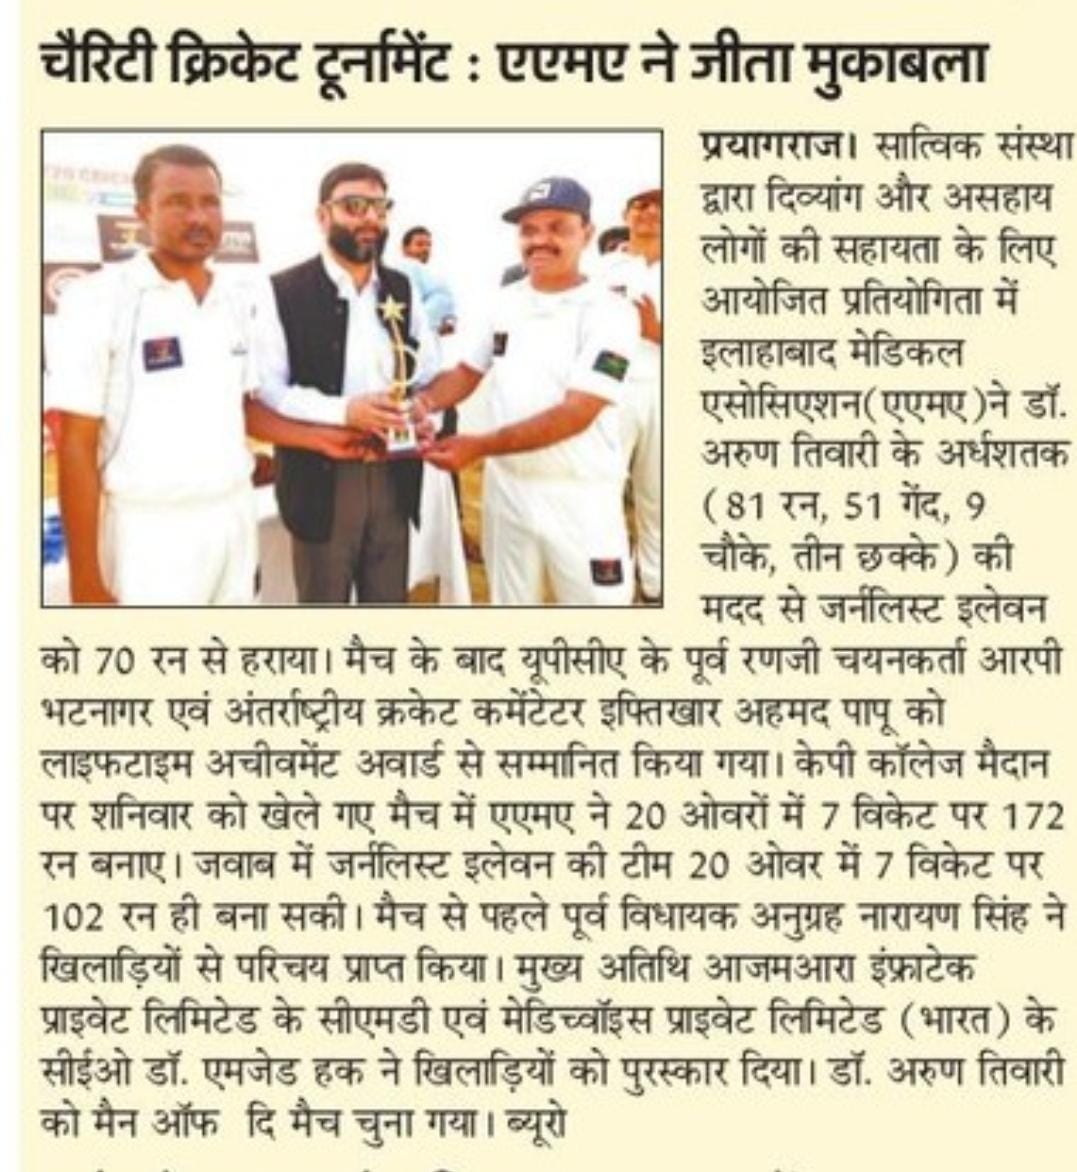 चैरिटी क्रिकेट टूर्नामेंट : एएमए ने जीता मुकाबला
प्रयागराज। सात्विक संस्था
द्वारा दिव्यांग और असहाय
लोगों की सहायता के लिए
आयोजित प्रतियोगिता में
इलाहाबाद मेडिकल
एसोसिएशन(एएमए)ने डॉ.
अरुण तिवारी के अर्धशतक
(81 रन, 51 गेंद, 9
चौके, तीन छक्के) की
मदद से जर्नलिस्ट इलेवन
को 70 रन से हराया। मैच के बाद यूपीसीए के पूर्व रणजी चयनकर्ता आरपी
भटनागर एवं अंतर्राष्ट्रीय क्रकेट कमेंटेटर इफ्तिखार अहमद पापू को
लाइफटाइम अचीवमेंट अवार्ड से सम्मानित किया गया। केपी कॉलेज मैदान
पर शनिवार को खेले गए मैच में एएमए ने 20 ओवरों में 7 विकेट पर 172
रन बनाए। जवाब में जर्नलिस्ट इलेवन की टीम 20 ओवर में 7 विकेट पर
102 रन ही बना सकी। मैच से पहले पूर्व विधायक अनुग्रह नारायण सिंह ने
खिलाड़ियों से परिचय प्राप्त किया। मुख्य अतिथि आजमआरा इंफ्राटेक
प्राइवेट लिमिटेड के सीएमडी एवं मेडिच्वॉइस प्राइवेट लिमिटेड (भारत) के
सीईओ डॉ. एमजेड हक ने खिलाड़ियों को पुरस्कार दिया। डॉ. अरुण तिवारी
को मैन ऑफ दि मैच चुना गया। ब्यूरो